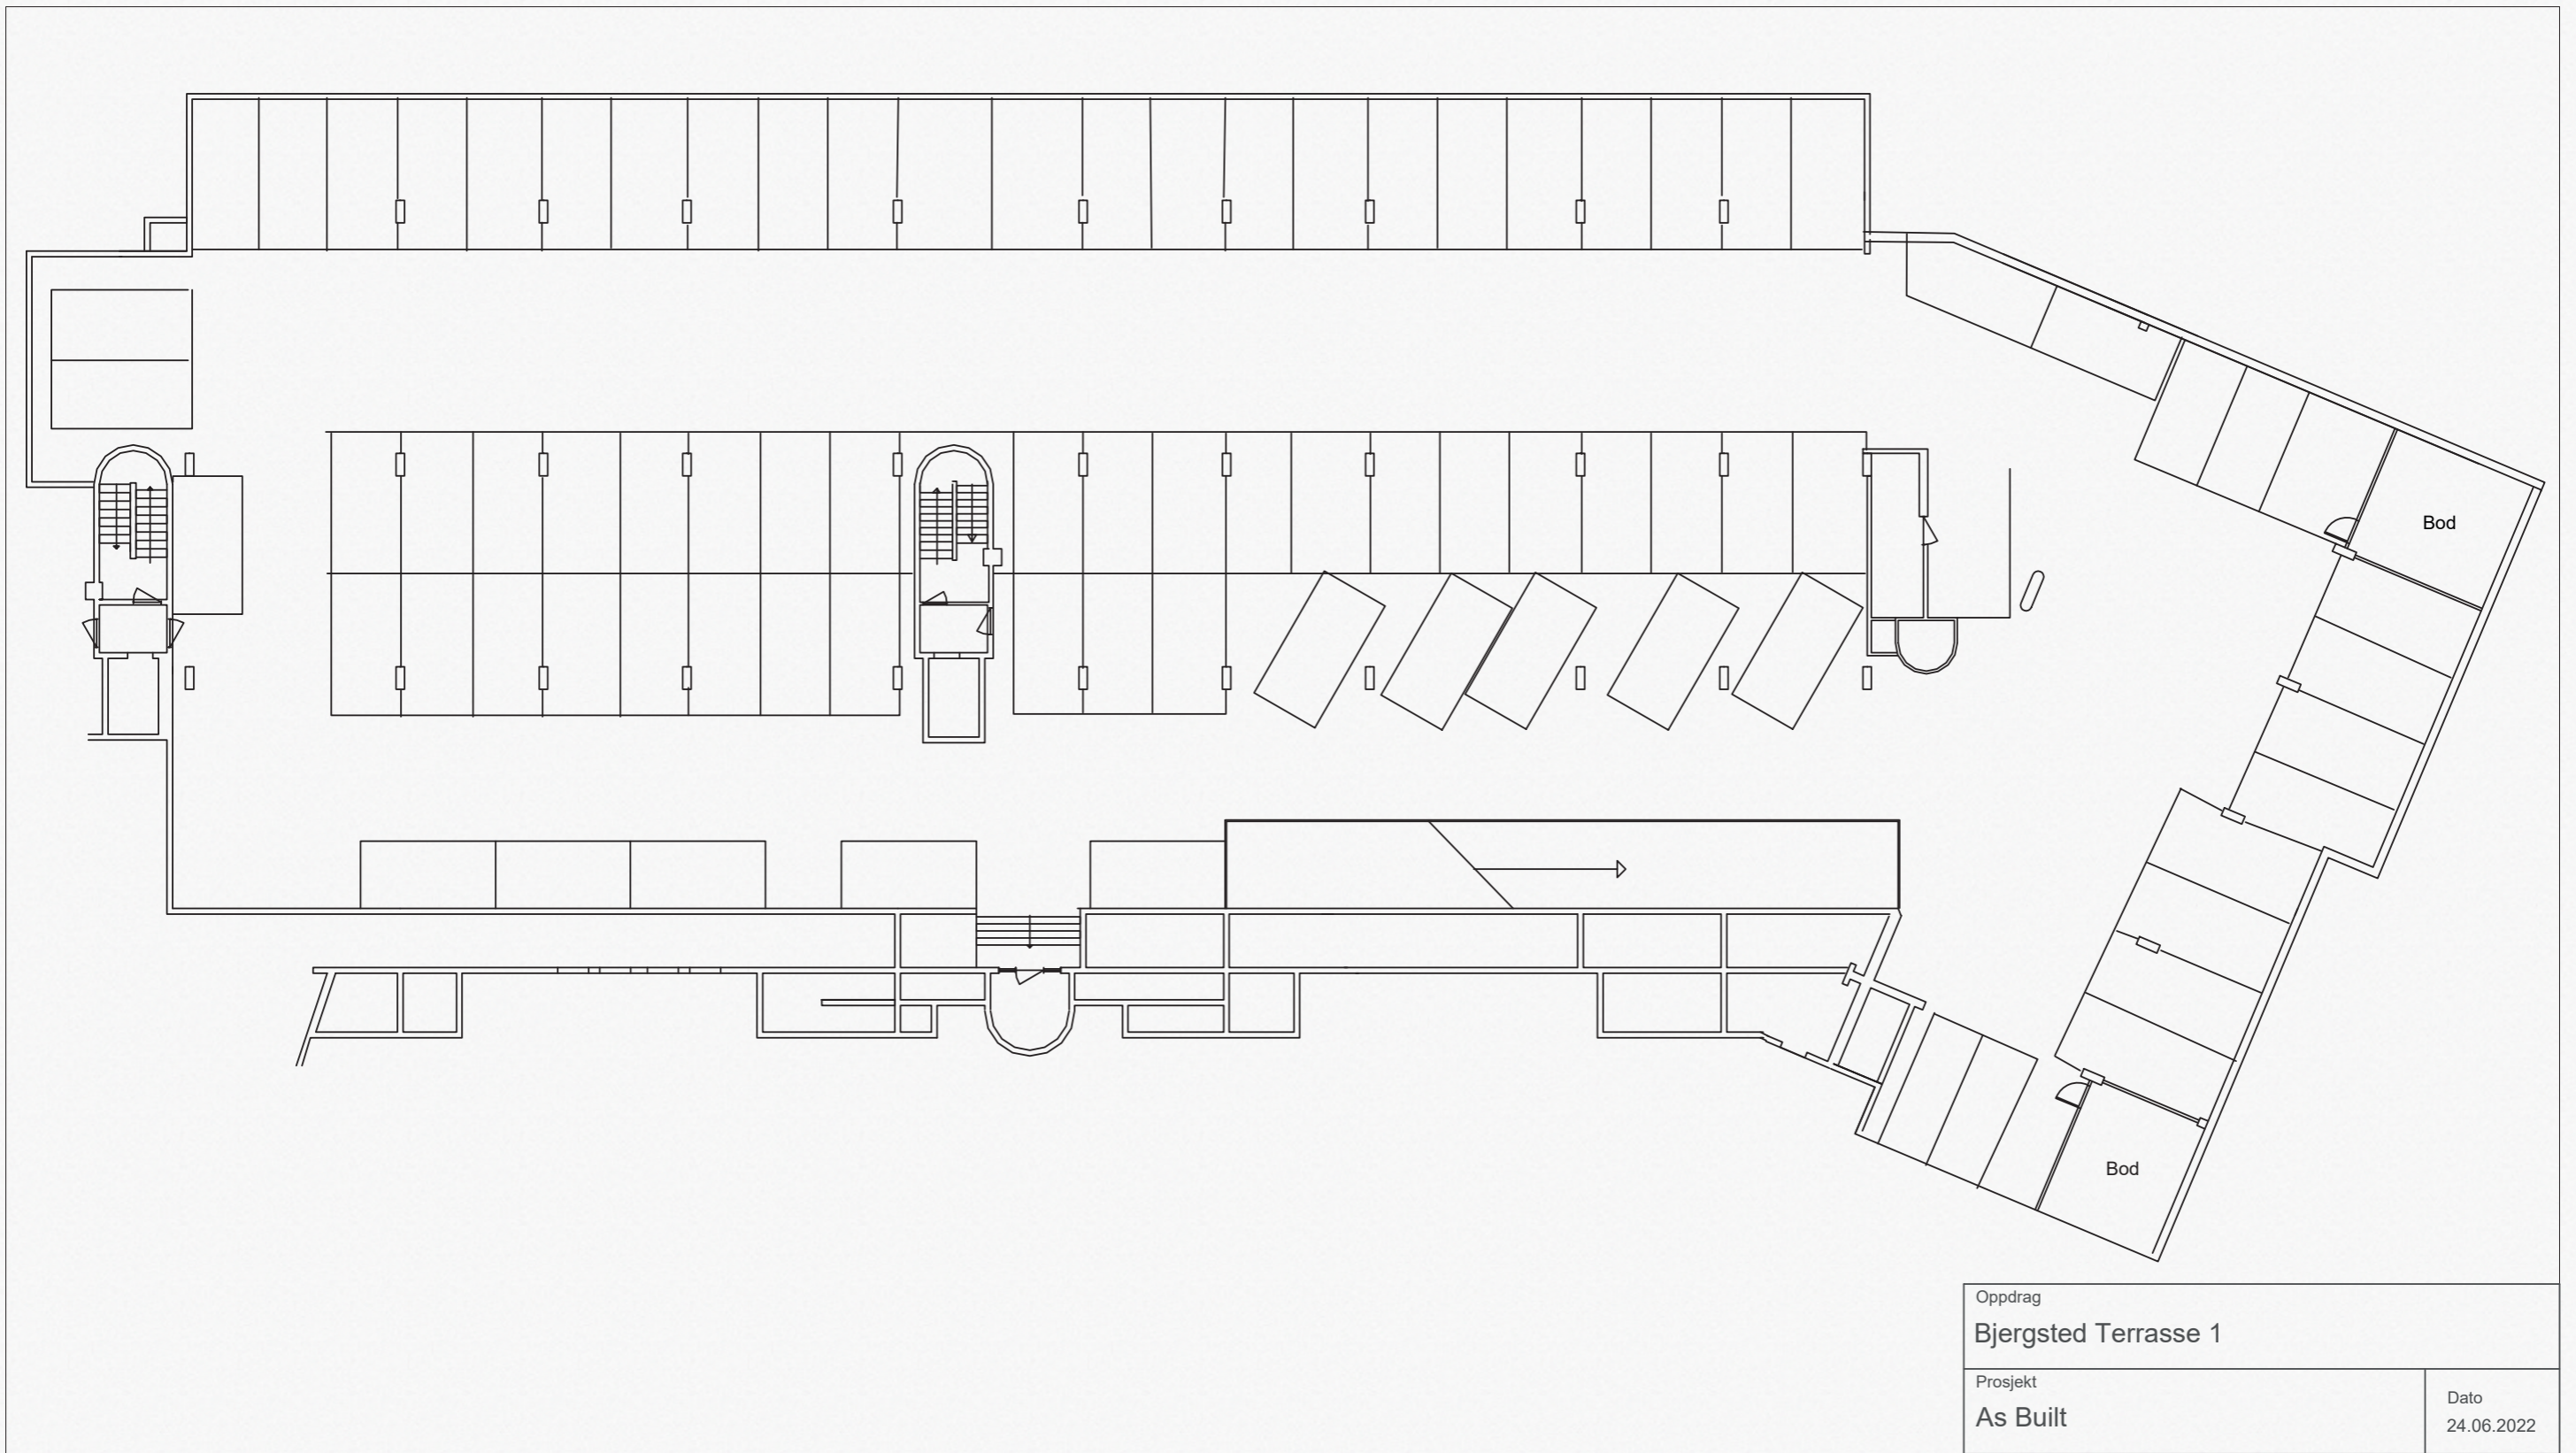 Bod
Bod
Oppdrag
Bjergsted Terrasse 1
Prosjekt
As Built
Dato
24.06.2022